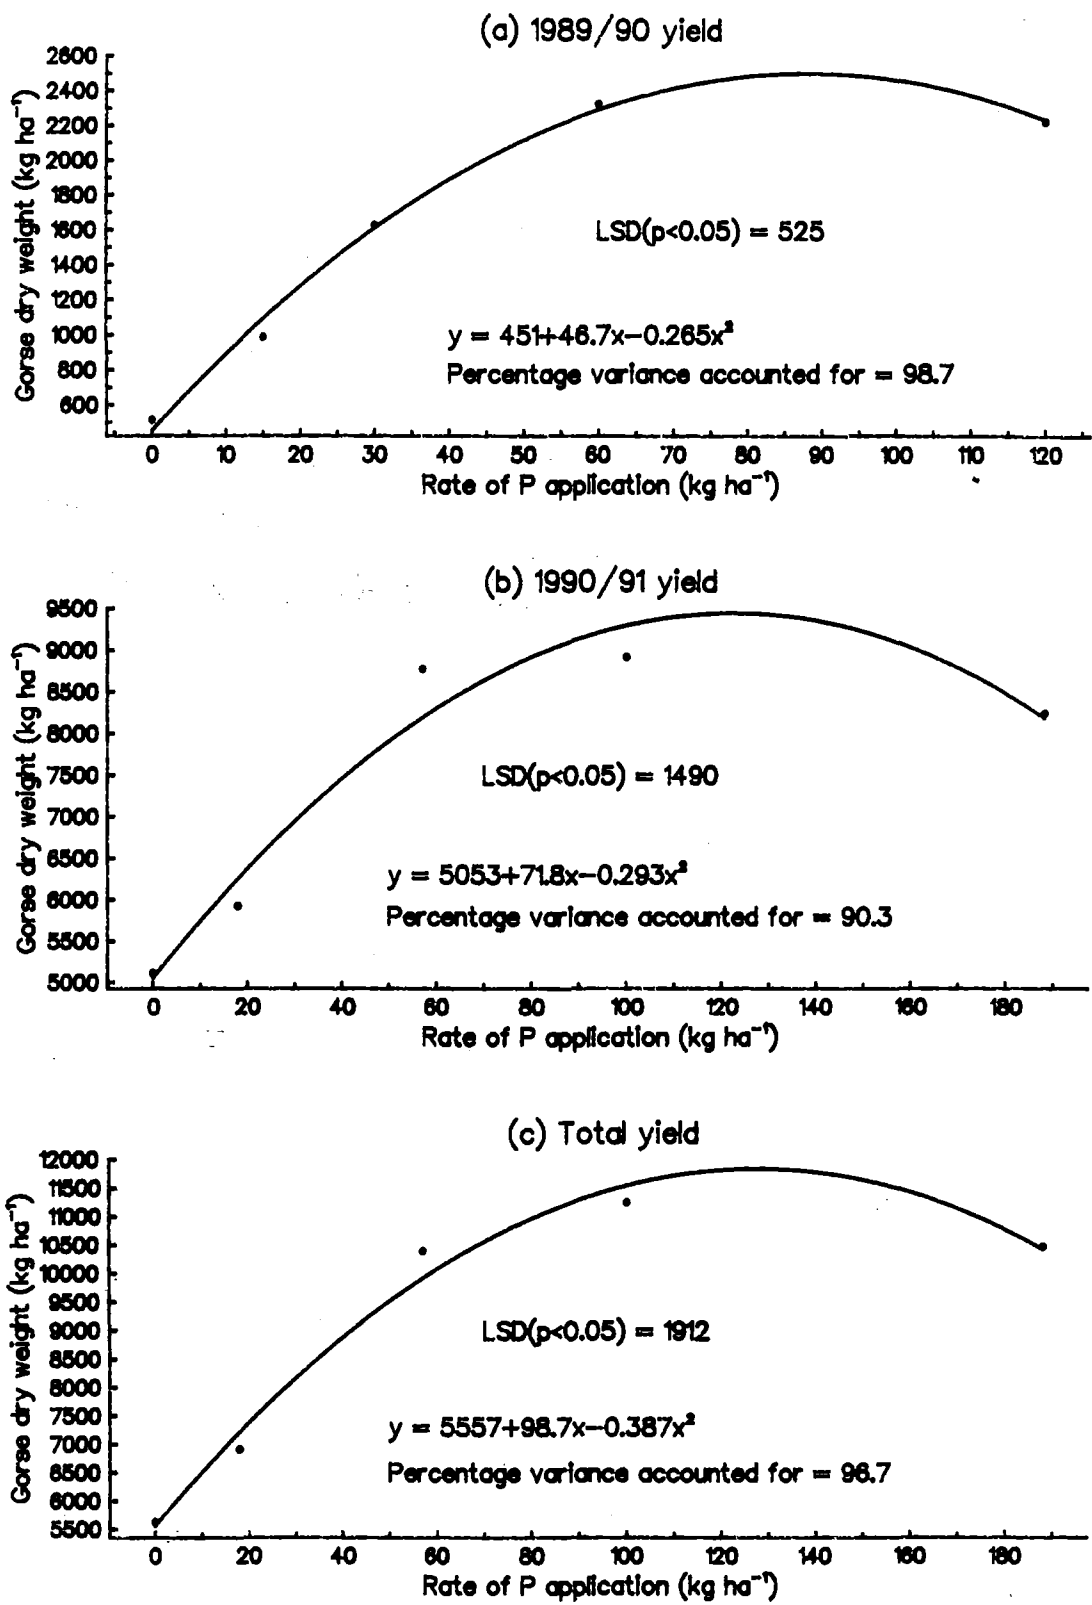 (a) 1989/90 yield
2600
2400
2200
2000
1800
1600
1400
1200
1000
800
600
Gorse dry weight (kg ha⁻¹)
LSD(p<0.05) = 525
y = 451+46.7x−0.265x²
Percentage variance accounted for = 98.7
0 10 20 30 40 50 60 70 80 90 100 110 120
Rate of P application (kg ha⁻¹)
(b) 1990/91 yield
9500
9000
8500
8000
7500
7000
6500
6000
5500
5000
Gorse dry weight (kg ha⁻¹)
LSD(p<0.05) = 1490
y = 5053+71.8x−0.293x²
Percentage variance accounted for = 90.3
0 20 40 60 80 100 120 140 160 180
Rate of P application (kg ha⁻¹)
(c) Total yield
12000
11500
11000
10500
10000
9500
9000
8500
8000
7500
7000
6500
6000
5500
Gorse dry weight (kg ha⁻¹)
LSD(p<0.05) = 1912
y = 5557+98.7x−0.387x²
Percentage variance accounted for = 96.7
0 20 40 60 80 100 120 140 160 180
Rate of P application (kg ha⁻¹)